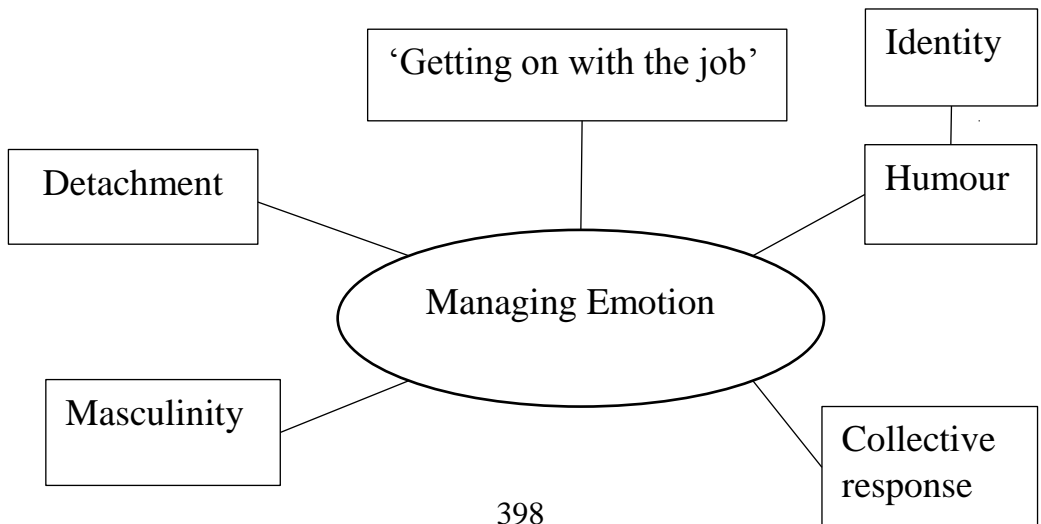 ‘Getting on with the job’
Identity
Detachment
Humour
Managing Emotion
Masculinity
Collective
response
398